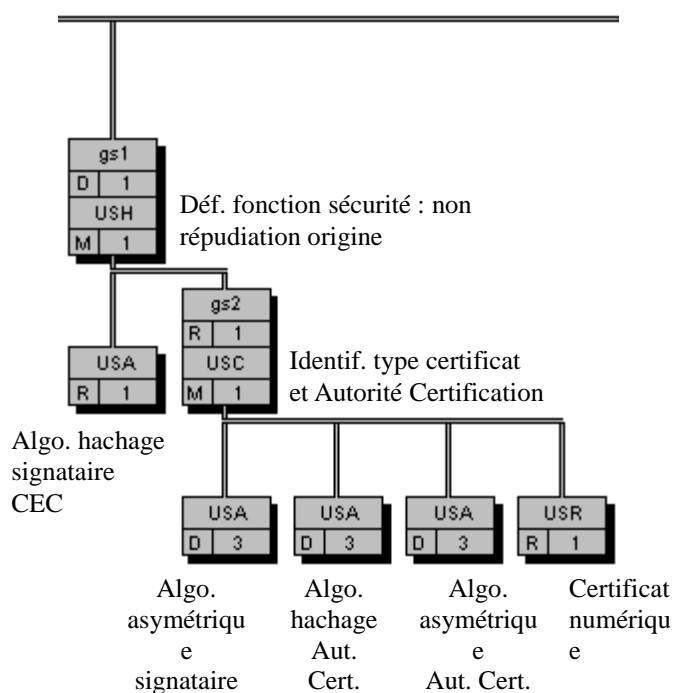 gs1
D 1
USH
M 1
Déf. fonction sécurité : non
répudiation origine
gs2
R 1
USC
M 1
Identif. type certificat
et Autorité Certification
USA
R 1
Algo. hachage
signataire
CEC
USA
D 3
Algo.
asymétriqu
e
signataire
USA
D 3
Algo.
hachage
Aut.
Cert.
USA
D 3
Algo.
asymétriqu
e
Aut. Cert.
USR
R 1
Certificat
numériqu
e